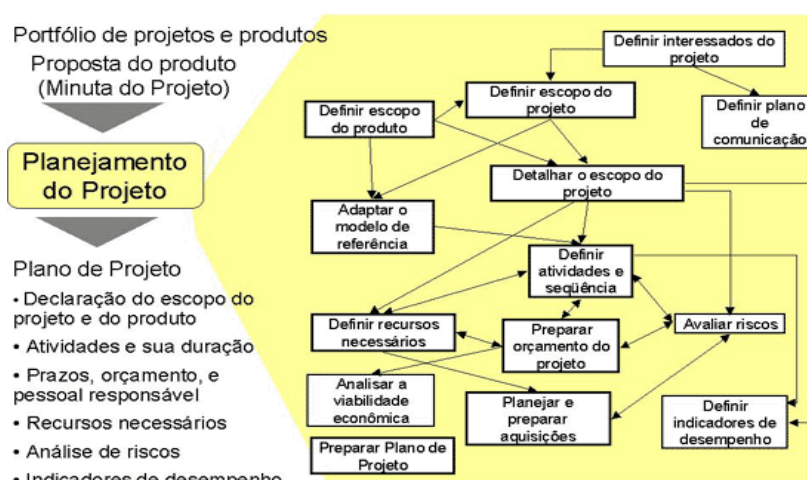 Portfólio de projetos e produtos
Proposta do produto
(Minuta do Projeto)
Planejamento
do Projeto
Plano de Projeto
• Declaração do escopo do
projeto e do produto
• Atividades e sua duração
• Prazos, orçamento, e
pessoal responsável
• Recursos necessários
• Análise de riscos
• Indicadores de desempenho
Definir interessados do
projeto
Definir escopo do
projeto
Definir escopo
do produto
Definir plano
de
comunicação
Detalhar o escopo do
projeto
Adaptar o
modelo de
referência
Definir
atividades e
seqüência
Definir recursos
necessários
Preparar
orçamento do
projeto
Avaliar riscos
Analisar a
viabilidade
econômica
Planejar e
preparar
aquisições
Definir
indicadores de
desempenho
Preparar Plano de
Projeto